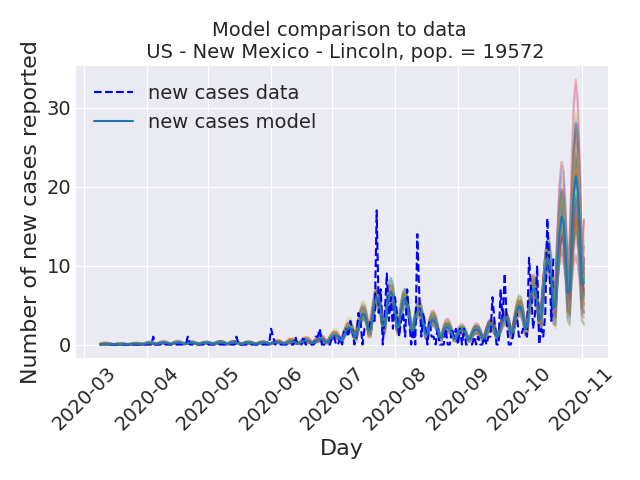 Model comparison to data
US - New Mexico - Lincoln, pop. = 19572
Number of new cases reported
30
20
10
0
new cases data
new cases model
2020-03
2020-04
2020-05
2020-06
2020-07
2020-08
2020-09
2020-10
2020-11
Day